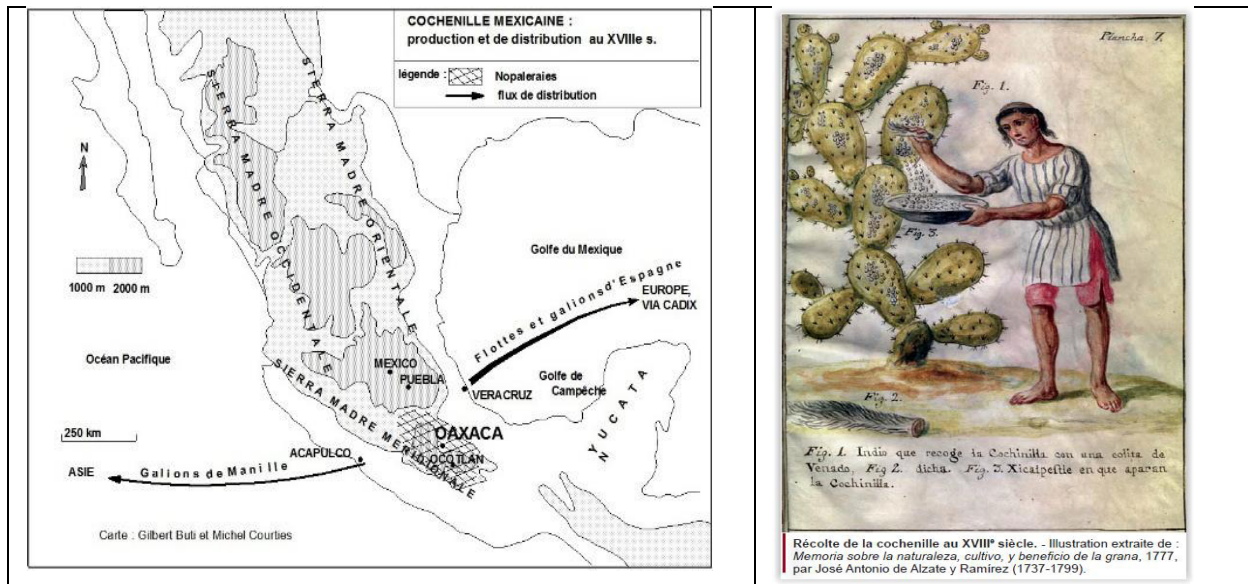 COCHENILLE MEXICAINE :
production et de distribution au XVIIIe s.
légende :
Nopaleraies
flux de distribution
N
SIERRA MADRE OCCIDENTALE
SIERRA MADRE ORIENTALE
1000 m 2000 m
Golfe du Mexique
Flottes et galions d'Espagne
EUROPE,
VIA CADIX
Océan Pacifique
MEXICO
PUEBLA
VERACRUZ
Golfe de
Campêche
SIERRA MADRE MERIDIONALE
YUCATA
N
250 km
OAXACA
OCOTLAN
ACAPULCO
ASIE
Galions de Manille
Carte : Gilbert Buti et Michel Courties
Plancha 7.
Fig. 1.
Fig. 3.
Fig. 2.
Fig. 1. Indio que recoge la Cochinilla con una colita de
Venado, Fig 2. dicha. Fig. 3. Xicalpestle en que aparan
la Cochinilla.
Récolte de la cochenille au XVIIIe siècle. - Illustration extraite de :
Memoria sobre la naturaleza, cultivo, y beneficio de la grana, 1777,
par José Antonio de Alzate y Ramírez (1737-1799).